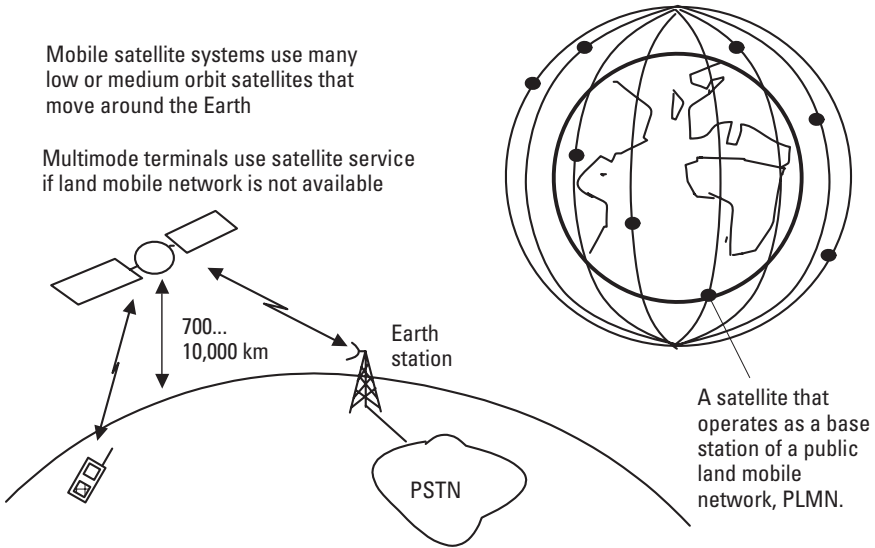 Mobile satellite systems use many
low or medium orbit satellites that
move around the Earth
Multimode terminals use satellite service
if land mobile network is not available
700...
10,000 km
Earth
station
PSTN
A satellite that
operates as a base
station of a public
land mobile
network, PLMN.